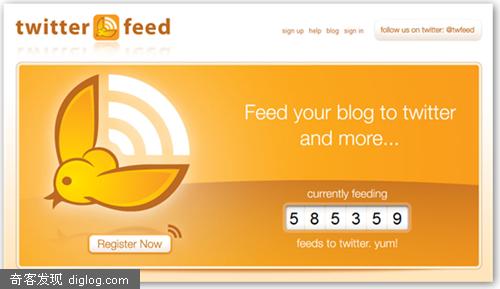 twitter feed
sign up help blog sign in
follow us on twitter: @twfeed
Feed your blog to twitter
and more...
currently feeding
5 8 5 3 5 9
feeds to twitter. yum!
Register Now
奇客发现 diglog.com